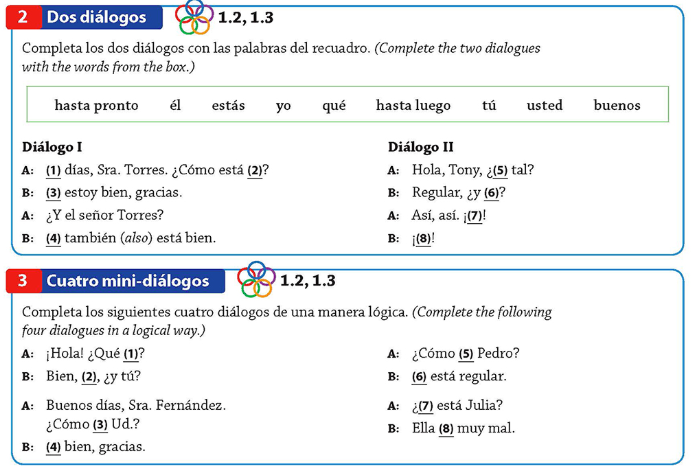 2 Dos diálogos 1.2, 1.3
Completa los dos diálogos con las palabras del recuadro. (Complete the two dialogues
with the words from the box.)
hasta pronto él estás yo qué hasta luego tú usted buenos
Diálogo I
A: (1) días, Sra. Torres. ¿Cómo está (2)?
B: (3) estoy bien, gracias.
A: ¿Y el señor Torres?
B: (4) también (also) está bien.
Diálogo II
A: Hola, Tony, ¿(5) tal?
B: Regular, ¿y (6)?
A: Así, así. ¡(7)!
B: ¡(8)!
3 Cuatro mini-diálogos 1.2, 1.3
Completa los siguientes cuatro diálogos de una manera lógica. (Complete the following
four dialogues in a logical way.)
A: ¡Hola! ¿Qué (1)?
B: Bien, (2), ¿y tú?
A: Buenos días, Sra. Fernández.
¿Cómo (3) Ud.?
B: (4) bien, gracias.
A: ¿Cómo (5) Pedro?
B: (6) está regular.
A: ¿(7) está Julia?
B: Ella (8) muy mal.